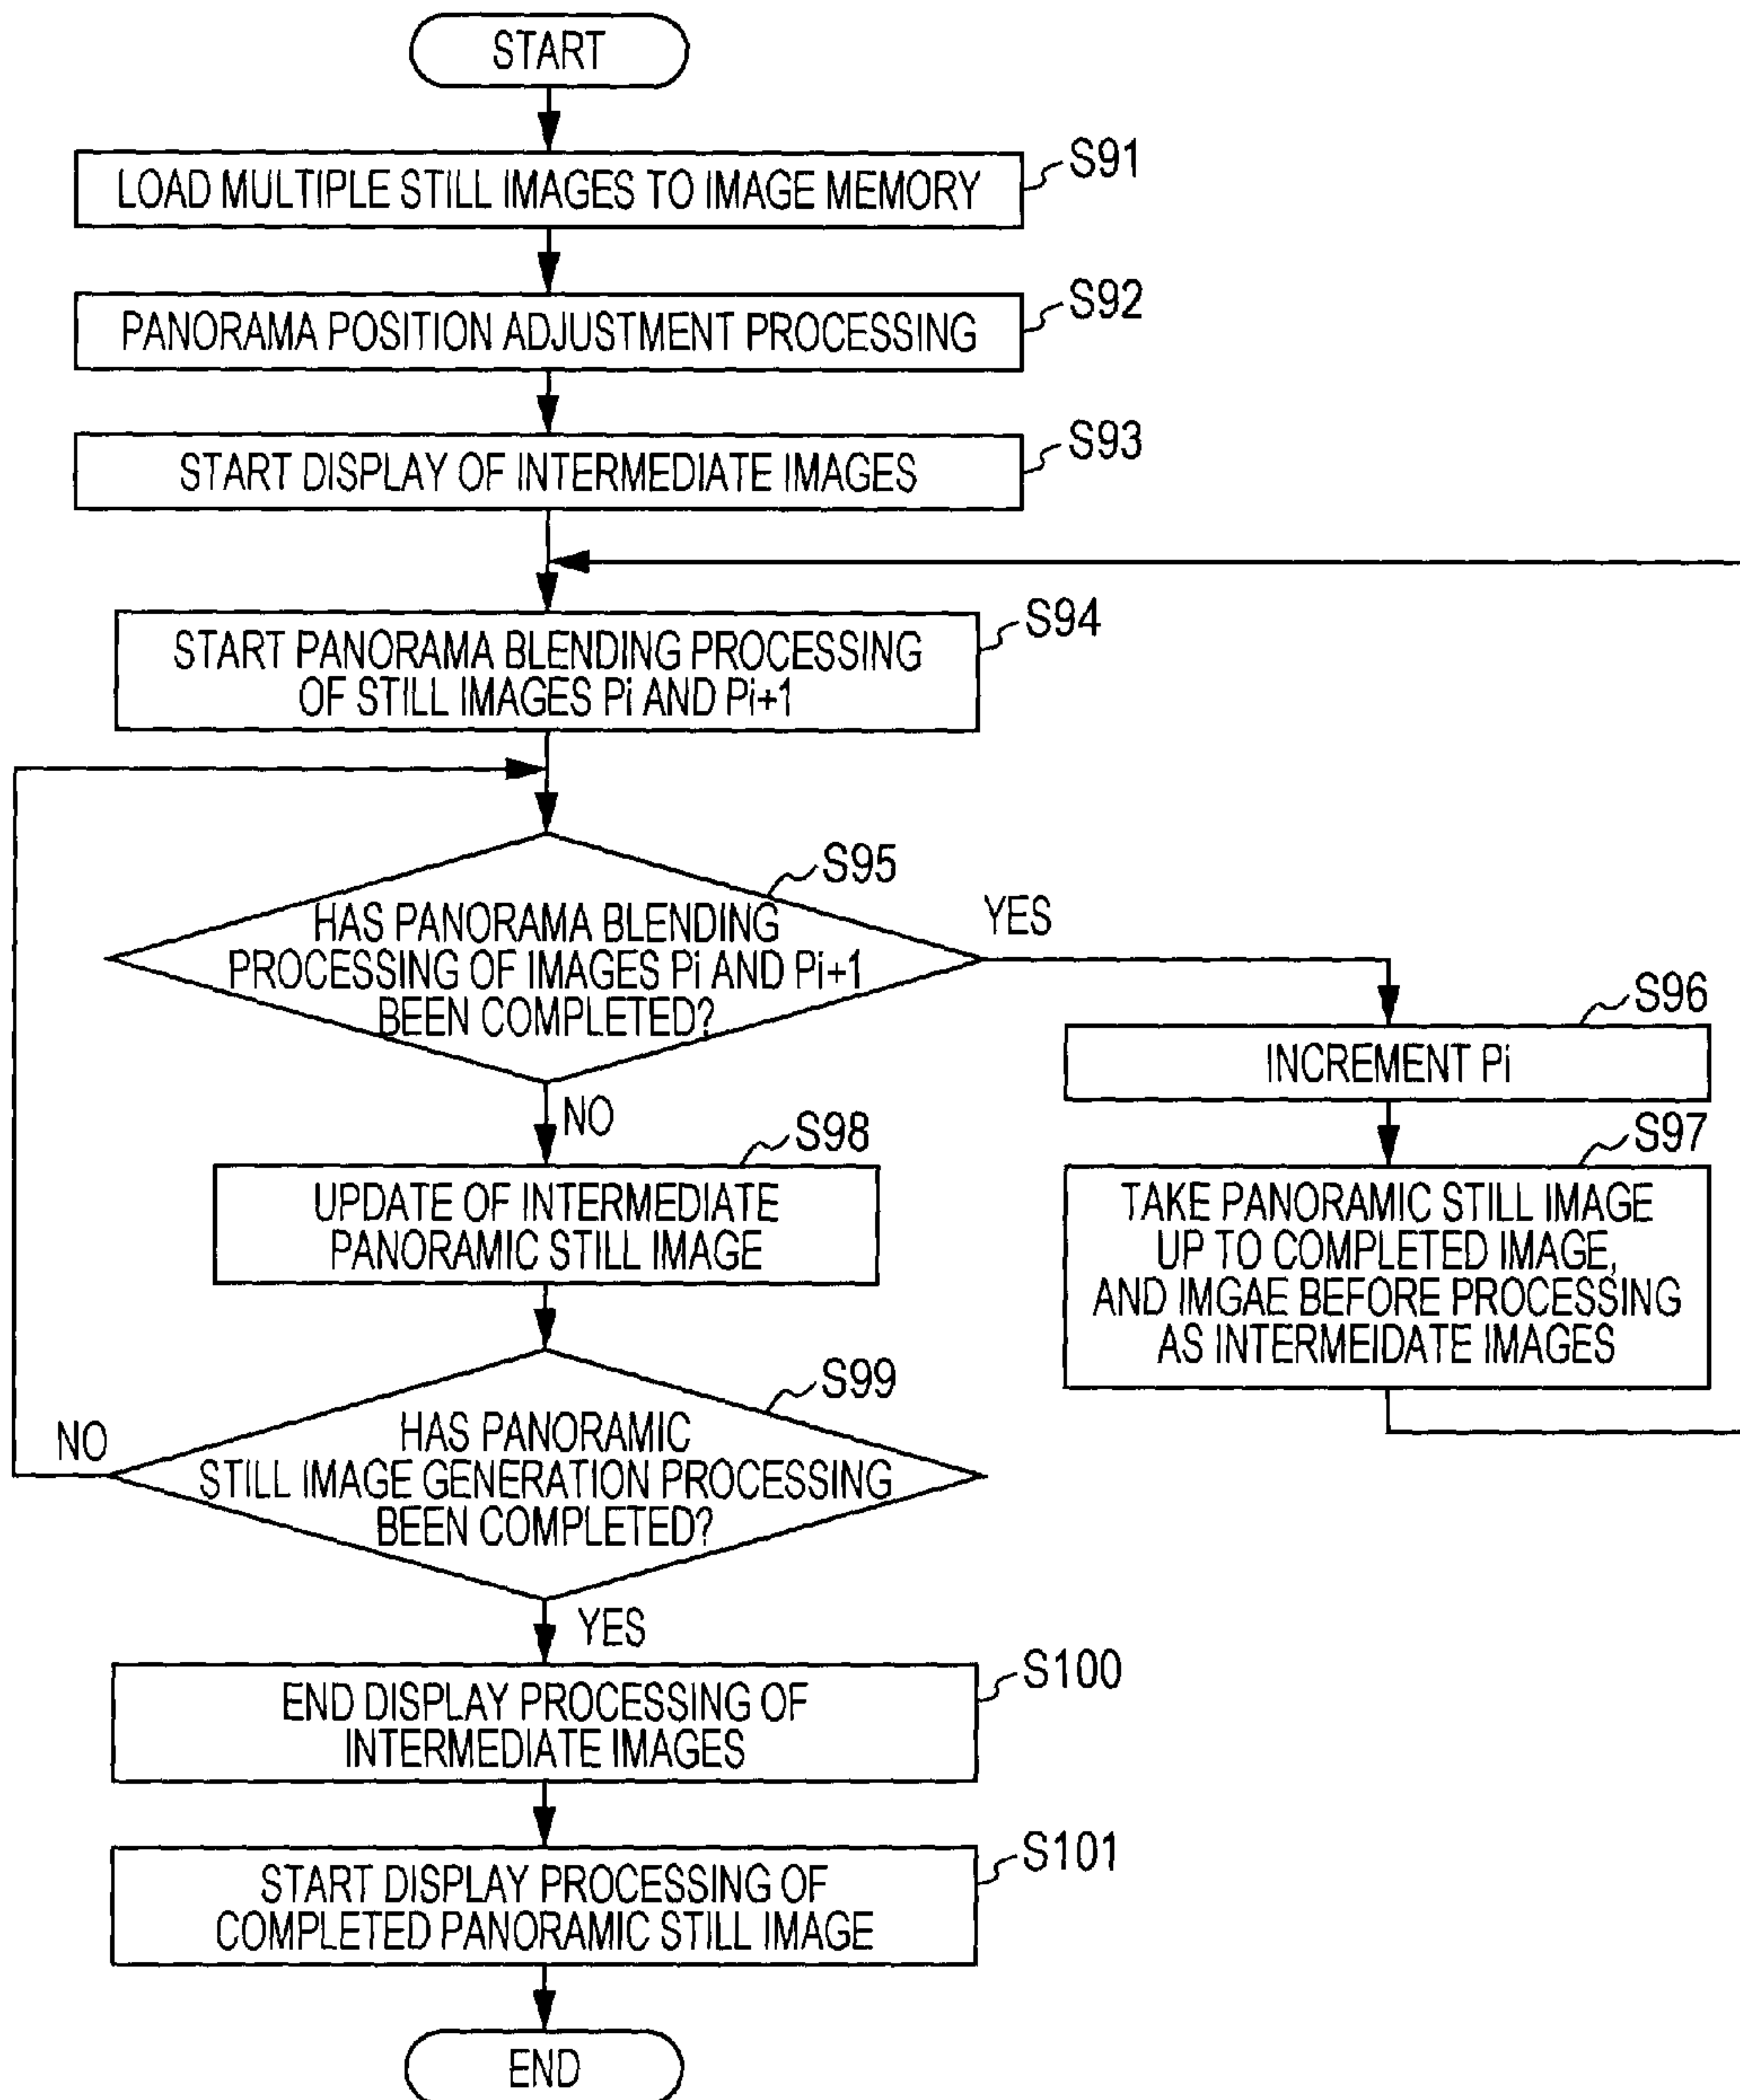 START
S91
LOAD MULTIPLE STILL IMAGES TO IMAGE MEMORY
S92
PANORAMA POSITION ADJUSTMENT PROCESSING
S93
START DISPLAY OF INTERMEDIATE IMAGES
S94
START PANORAMA BLENDING PROCESSING
OF STILL IMAGES Pi AND Pi+1
S95
HAS PANORAMA BLENDING
PROCESSING OF IMAGES Pi AND Pi+1
BEEN COMPLETED?
YES
NO
S96
INCREMENT Pi
S97
TAKE PANORAMIC STILL IMAGE
UP TO COMPLETED IMAGE,
AND IMGAE BEFORE PROCESSING
AS INTERMEIDATE IMAGES
S98
UPDATE OF INTERMEDIATE
PANORAMIC STILL IMAGE
S99
HAS PANORAMIC
STILL IMAGE GENERATION PROCESSING
BEEN COMPLETED?
NO
YES
S100
END DISPLAY PROCESSING OF
INTERMEDIATE IMAGES
S101
START DISPLAY PROCESSING OF
COMPLETED PANORAMIC STILL IMAGE
END